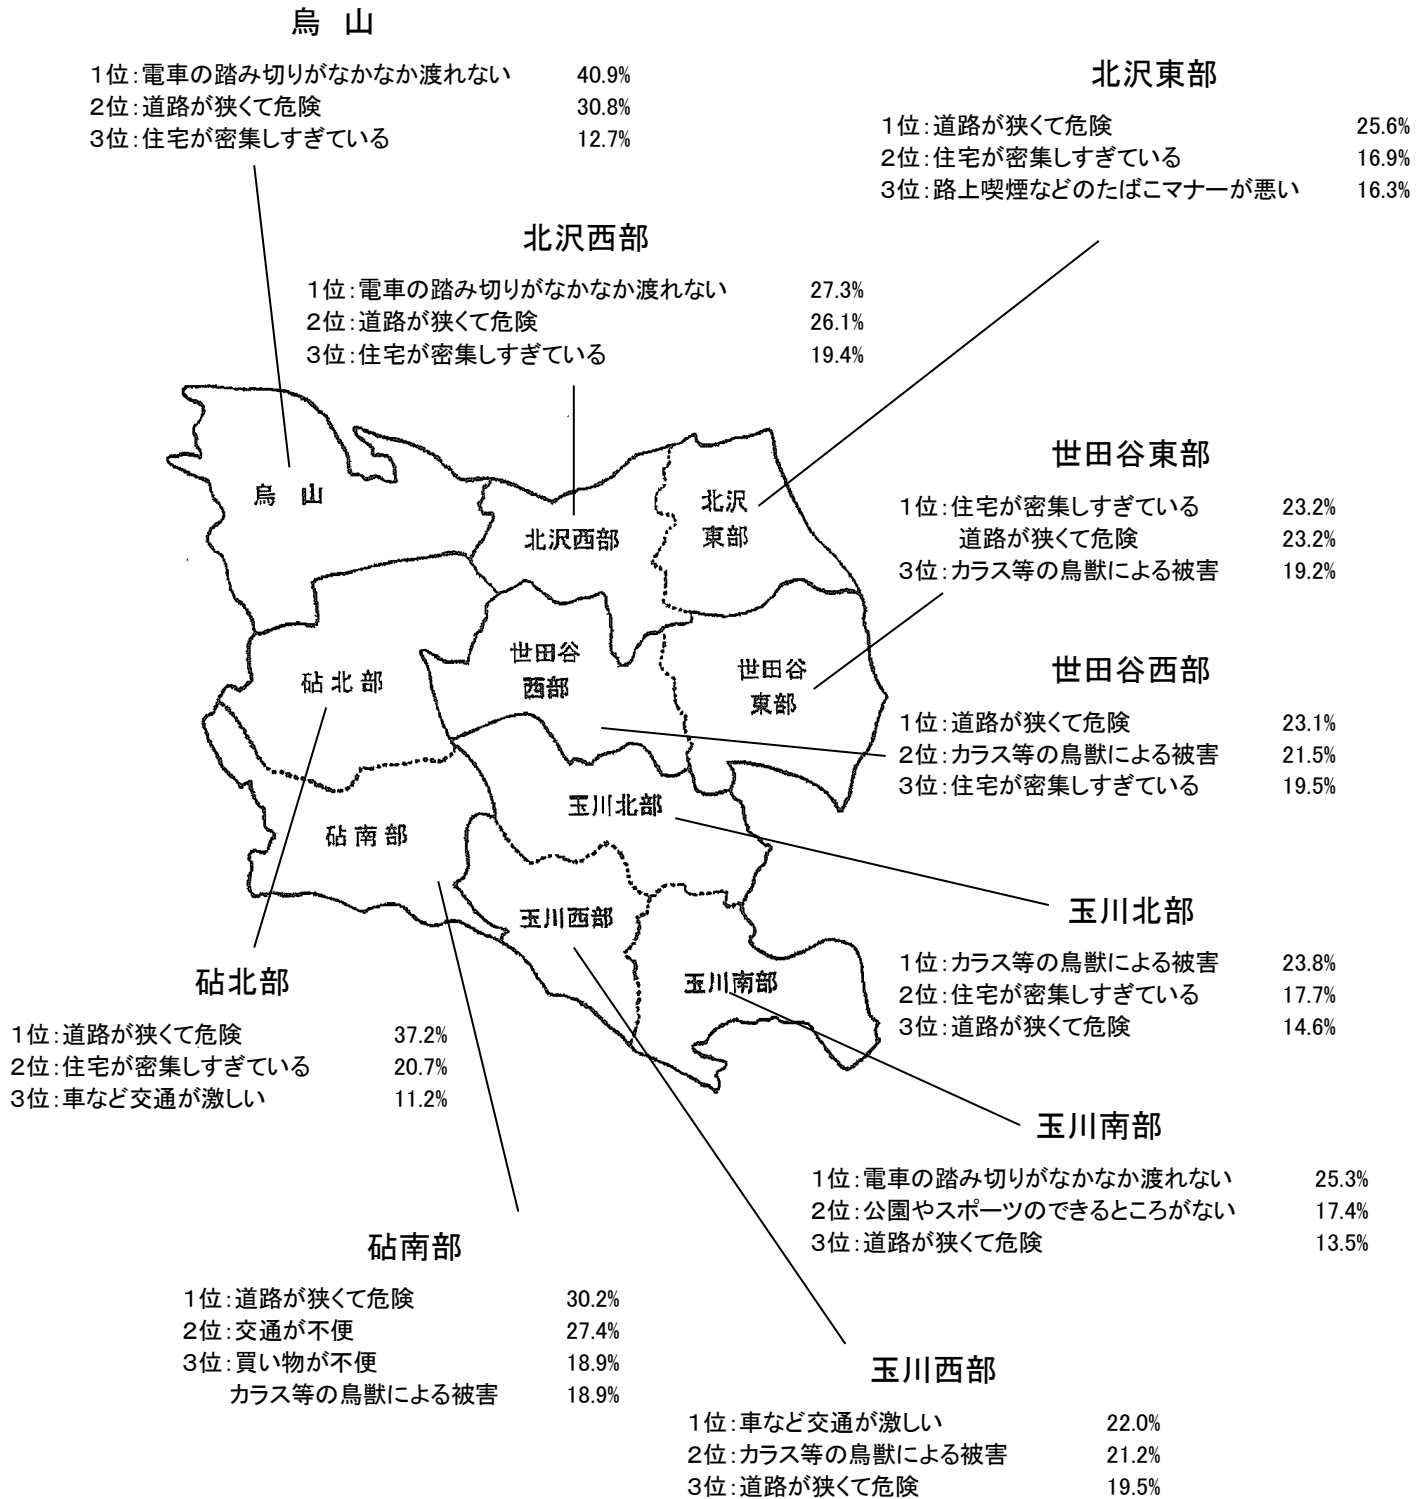 烏 山
1位:電車の踏み切りがなかなか渡れない 40.9%
2位:道路が狭くて危険 30.8%
3位:住宅が密集しすぎている 12.7%
北沢東部
1位:道路が狭くて危険 25.6%
2位:住宅が密集しすぎている 16.9%
3位:路上喫煙などのたばこマナーが悪い 16.3%
北沢西部
1位:電車の踏み切りがなかなか渡れない 27.3%
2位:道路が狭くて危険 26.1%
3位:住宅が密集しすぎている 19.4%
烏 山
北沢西部
北沢
東部
世田谷東部
1位:住宅が密集しすぎている 23.2%
道路が狭くて危険 23.2%
3位:カラス等の鳥獣による被害 19.2%
砧北部
世田谷
西部
世田谷
東部
世田谷西部
1位:道路が狭くて危険 23.1%
2位:カラス等の鳥獣による被害 21.5%
3位:住宅が密集しすぎている 19.5%
砧南部
玉川北部
玉川西部
玉川南部
玉川北部
1位:カラス等の鳥獣による被害 23.8%
2位:住宅が密集しすぎている 17.7%
3位:道路が狭くて危険 14.6%
砧北部
1位:道路が狭くて危険 37.2%
2位:住宅が密集しすぎている 20.7%
3位:車など交通が激しい 11.2%
玉川南部
1位:電車の踏み切りがなかなか渡れない 25.3%
2位:公園やスポーツのできるところがない 17.4%
3位:道路が狭くて危険 13.5%
砧南部
1位:道路が狭くて危険 30.2%
2位:交通が不便 27.4%
3位:買い物が不便 18.9%
カラス等の鳥獣による被害 18.9%
玉川西部
1位:車など交通が激しい 22.0%
2位:カラス等の鳥獣による被害 21.2%
3位:道路が狭くて危険 19.5%